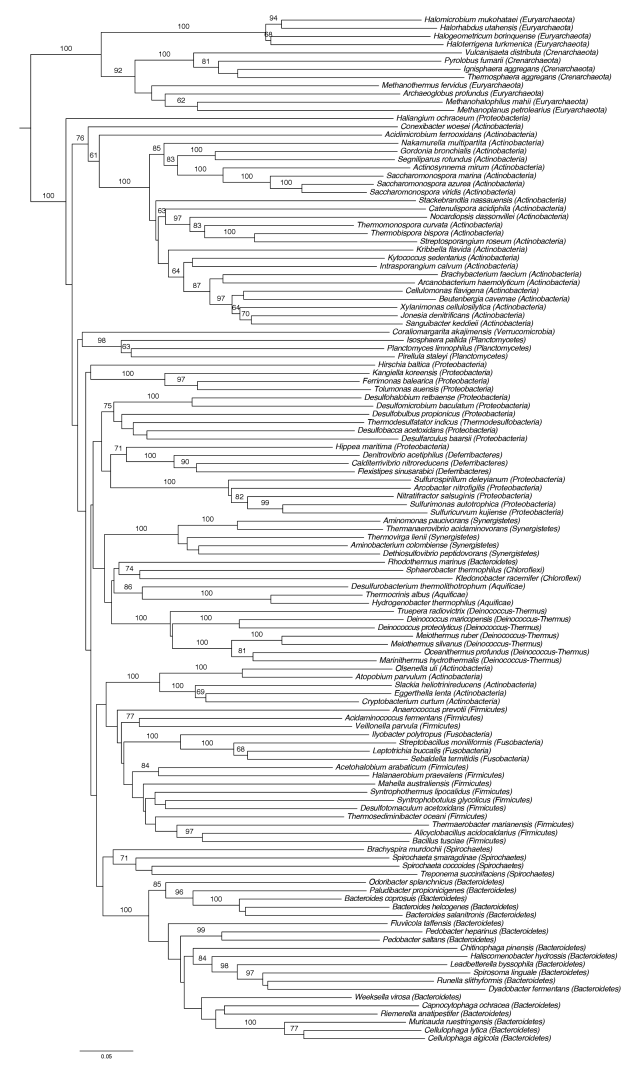 94
Halomicrobium mukohataei (Euryarchaeota)
100
Halorhabdus utahensis (Euryarchaeota)
68
Halogeometricum borinquense (Euryarchaeota)
Haloterrigena turkmenica (Euryarchaeota)
100
100
Vulcanisaeta distributa (Crenarchaeota)
81
Pyrolobus fumarii (Crenarchaeota)
92
Ignisphaera aggregans (Crenarchaeota)
Thermosphaera aggregans (Crenarchaeota)
Methanothermus fervidus (Euryarchaeota)
Archaeoglobus profundus (Euryarchaeota)
62
Methanohalophilus mahii (Euryarchaeota)
Methanoplanus petrolearius (Euryarchaeota)
Haliangium ochraceum (Proteobacteria)
Conexibacter woesei (Actinobacteria)
76
Acidimicrobium ferrooxidans (Actinobacteria)
85
Nakamurella multipartita (Actinobacteria)
100
Gordonia bronchialis (Actinobacteria)
61
83
Segniliparus rotundus (Actinobacteria)
Actinosynnema mirum (Actinobacteria)
100
100
Saccharomonospora marina (Actinobacteria)
100
100
Saccharomonospora azurea (Actinobacteria)
Saccharomonospora viridis (Actinobacteria)
100
Stackebrandtia nassauensis (Actinobacteria)
63
Catenulispora acidiphila (Actinobacteria)
97
Nocardiopsis dassonvillei (Actinobacteria)
83
Thermomonospora curvata (Actinobacteria)
100
Thermobispora bispora (Actinobacteria)
Streptosporangium roseum (Actinobacteria)
Kribbella flavida (Actinobacteria)
Kytococcus sedentarius (Actinobacteria)
64
Intrasporangium calvum (Actinobacteria)
Brachybacterium faecium (Actinobacteria)
87
Arcanobacterium haemolyticum (Actinobacteria)
97
Cellulomonas flavigena (Actinobacteria)
Beutenbergia cavernae (Actinobacteria)
64
Xylanimonas cellulosilytica (Actinobacteria)
70
Jonesia denitrificans (Actinobacteria)
Sanguibacter keddieii (Actinobacteria)
Coraliomargarita akajimensis (Verrucomicrobia)
98
Isosphaera pallida (Planctomycetes)
63
Planctomyces limnophilus (Planctomycetes)
Pirellula staleyi (Planctomycetes)
Hirschia baltica (Proteobacteria)
100
Kangiella koreensis (Proteobacteria)
97
Ferrimonas balearica (Proteobacteria)
Tolumonas auensis (Proteobacteria)
100
Desulfohalobium retbaense (Proteobacteria)
75
Desulfomicrobium baculatum (Proteobacteria)
Desulfobulbus propionicus (Proteobacteria)
Thermodesulfatator indicus (Thermodesulfobacteria)
Desulfobacca acetoxidans (Proteobacteria)
Desulfarculus baarsii (Proteobacteria)
71
Hippea maritima (Proteobacteria)
100
Denitrovibrio acetiphilus (Deferribacteres)
90
Calditerrivibrio nitroreducens (Deferribacteres)
Flexistipes sinusarabici (Deferribacteres)
100
Sulfurospirillum deleyianum (Proteobacteria)
Arcobacter nitrofigilis (Proteobacteria)
82
Nitratifractor salsuginis (Proteobacteria)
99
Sulfurimonas autotrophica (Proteobacteria)
Sulfuricurvum kujiense (Proteobacteria)
100
Aminomonas paucivorans (Synergistetes)
100
Thermanaerovibrio acidaminovorans (Synergistetes)
Thermovirga lienii (Synergistetes)
Aminobacterium colombiense (Synergistetes)
Dethiosulfovibrio peptidovorans (Synergistetes)
Rhodothermus marinus (Bacteroidetes)
74
Sphaerobacter thermophilus (Chloroflexi)
Ktedonobacter racemifer (Chloroflexi)
86
Desulfurobacterium thermolithotrophum (Aquificae)
100
Thermocrinis albus (Aquificae)
Hydrogenobacter thermophilus (Aquificae)
Truepera radiovictrix (Deinococcus-Thermus)
100
100
Deinococcus maricopensis (Deinococcus-Thermus)
Deinococcus proteolyticus (Deinococcus-Thermus)
100
Meiothermus ruber (Deinococcus-Thermus)
100
Meiothermus silvanus (Deinococcus-Thermus)
81
Oceanithermus profundus (Deinococcus-Thermus)
Marinithermus hydrothermalis (Deinococcus-Thermus)
100
Olsenella uli (Actinobacteria)
100
Atopobium parvulum (Actinobacteria)
100
Slackia heliotrinireducens (Actinobacteria)
69
Eggerthella lenta (Actinobacteria)
Cryptobacterium curtum (Actinobacteria)
Anaerococcus prevotii (Firmicutes)
77
Acidaminococcus fermentans (Firmicutes)
Veillonella parvula (Firmicutes)
100
Ilyobacter polytropus (Fusobacteria)
100
Streptobacillus moniliformis (Fusobacteria)
68
Leptotrichia buccalis (Fusobacteria)
Sebaldella termitidis (Fusobacteria)
84
Acetohalobium arabaticum (Firmicutes)
Halanaerobium praevalens (Firmicutes)
Mahella australiensis (Firmicutes)
Syntrophothermus lipocalidus (Firmicutes)
Syntrophobotulus glycolicus (Firmicutes)
Desulfotomaculum acetoxidans (Firmicutes)
Thermosediminibacter oceani (Firmicutes)
Thermaerobacter marianensis (Firmicutes)
97
Alicyclobacillus acidocaldarius (Firmicutes)
Bacillus tusciae (Firmicutes)
Brachyspira murdochii (Spirochaetes)
71
Spirochaeta smaragdinae (Spirochaetes)
Spirochaeta coccoides (Spirochaetes)
Treponema succinifaciens (Spirochaetes)
85
Odoribacter splanchnicus (Bacteroidetes)
96
Paludibacter propionicigenes (Bacteroidetes)
100
Bacteroides coprosuis (Bacteroidetes)
Bacteroides helcogenes (Bacteroidetes)
100
Bacteroides salanitronis (Bacteroidetes)
Fluviicola taffensis (Bacteroidetes)
99
Pedobacter heparinus (Bacteroidetes)
Pedobacter saltans (Bacteroidetes)
Chitinophaga pinensis (Bacteroidetes)
84
Haliscomenobacter hydrossis (Bacteroidetes)
98
Leadbetterella byssophila (Bacteroidetes)
97
Spirosoma linguale (Bacteroidetes)
Runella slithyformis (Bacteroidetes)
Dyadobacter fermentans (Bacteroidetes)
Weeksella virosa (Bacteroidetes)
Capnocytophaga ochracea (Bacteroidetes)
Riemerella anatipestifer (Bacteroidetes)
100
Muricauda ruestringensis (Bacteroidetes)
77
Cellulophaga lytica (Bacteroidetes)
Cellulophaga algicola (Bacteroidetes)
0.05